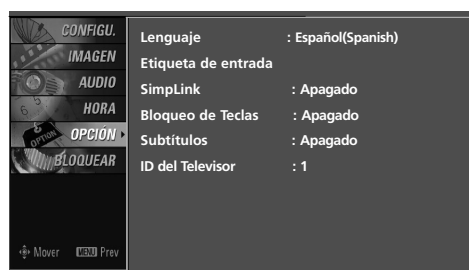 CONFIGU.
IMAGEN
AUDIO
HORA
OPCIÓN
BLOQUEAR
Mover MENU Prev
Lenguaje : Español(Spanish)
Etiqueta de entrada
SimpLink : Apagado
Bloqueo de Teclas : Apagado
Subtítulos : Apagado
ID del Televisor : 1